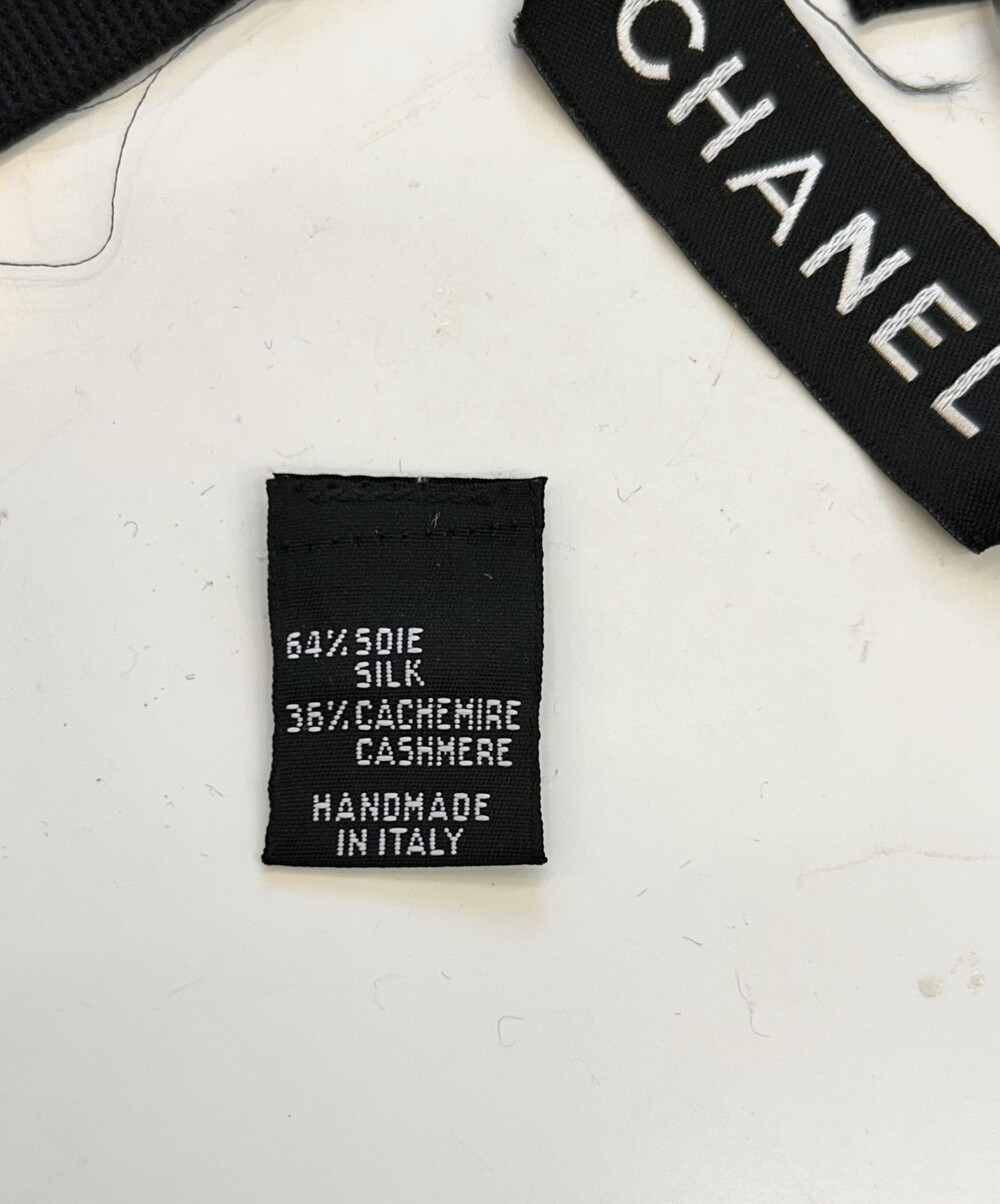 CHANEL
64% SOIE
SILK
36% CACHEMIRE
CASHMERE
HANDMADE
IN ITALY